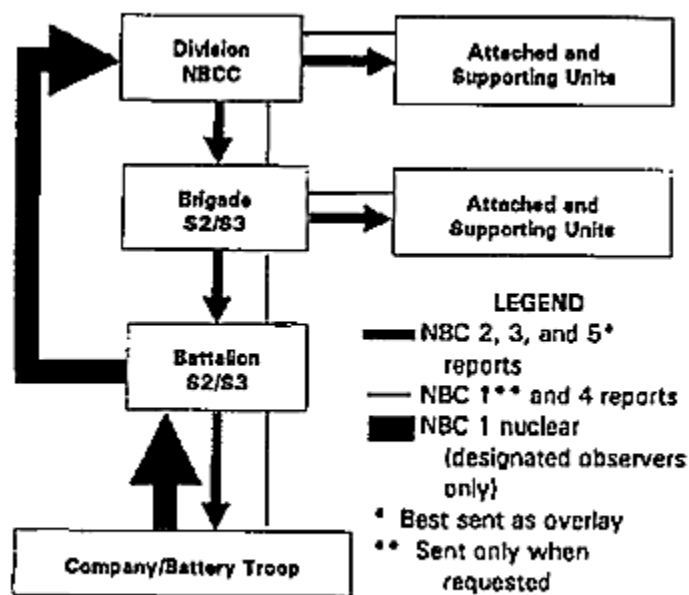 Division
NBCC
Attached and
Supporting Units
Brigade
S2/S3
Attached and
Supporting Units
LEGEND
NBC 2, 3, and 5*
reports
Battalion
S2/S3
NBC 1** and 4 reports
NBC 1 nuclear
(designated observers
only)
* Best sent as overlay
** Sent only when
requested
Company/Battery Troop